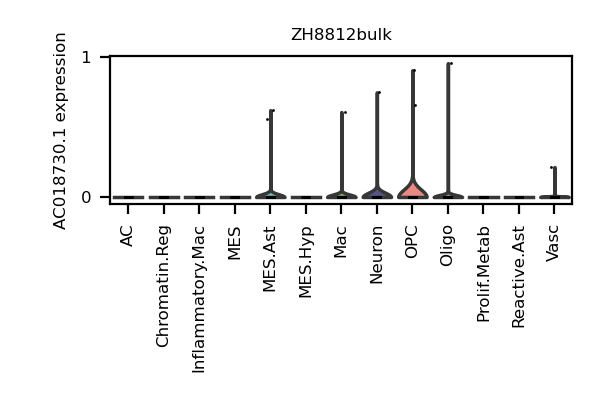 ZH8812bulk
AC018730.1 expression
1
0
AC
Chromatin.Reg
Inflammatory.Mac
MES
MES.Ast
MES.Hyp
Mac
Neuron
OPC
Oligo
Prolif.Metab
Reactive.Ast
Vasc